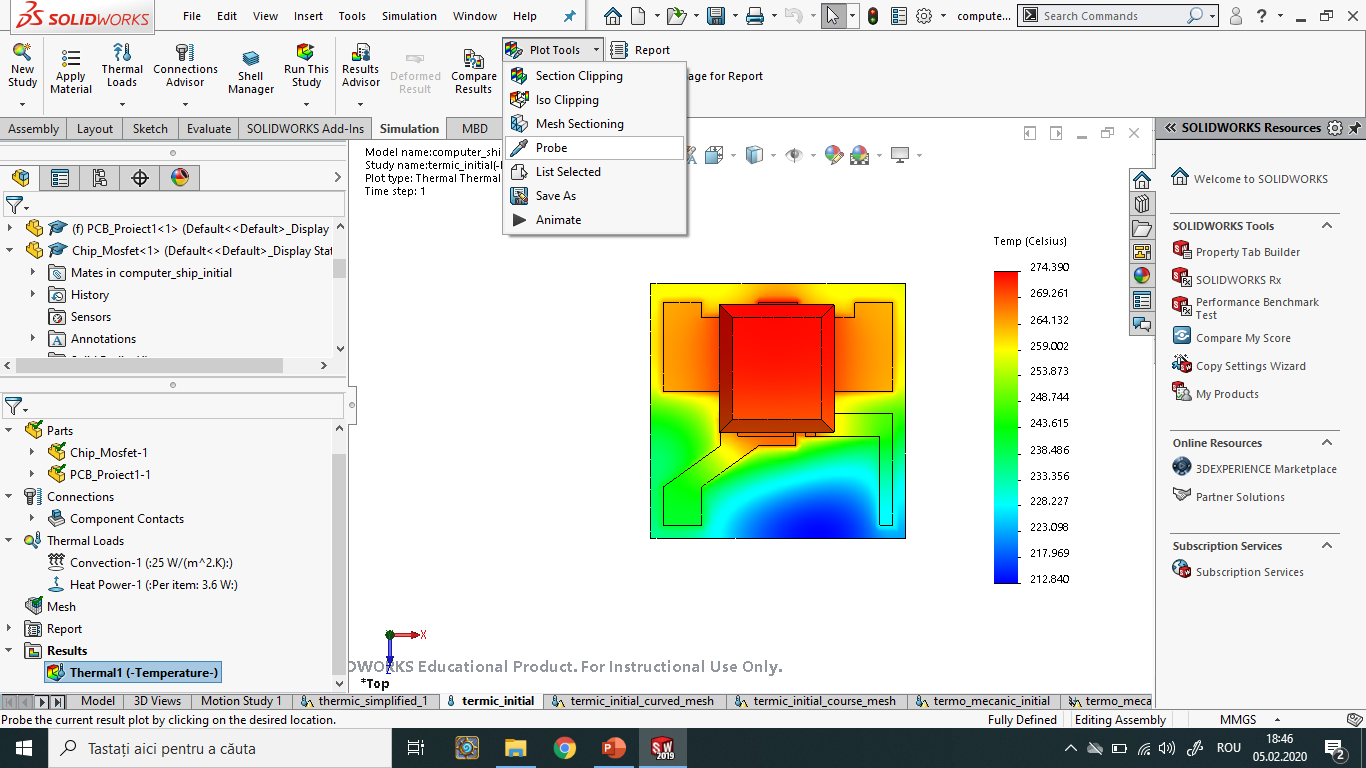 SOLIDWORKS
File Edit View Insert Tools Simulation Window Help
compute...
Search Commands
New Study
Apply Material
Thermal Loads
Connections Advisor
Shell Manager
Run This Study
Results Advisor
Deformed Result
Compare Results
Plot Tools
Report
age for Report
Section Clipping
Iso Clipping
Mesh Sectioning
Probe
List Selected
Save As
Animate
Assembly Layout Sketch Evaluate SOLIDWORKS Add-Ins Simulation MBD
Model name:computer_shi
Study name:termic_initial(-
Plot type: Thermal Thermal
Time step: 1
(f) PCB_Proiect1<1> (Default<<Default>_Display
Chip_Mosfet<1> (Default<<Default>_Display Stat
Mates in computer_ship_initial
History
Sensors
Annotations
Parts
Chip_Mosfet-1
PCB_Proiect1-1
Connections
Component Contacts
Thermal Loads
Convection-1 (:25 W/(m^2.K):)
Heat Power-1 (:Per item: 3.6 W:)
Mesh
Report
Results
Thermal1 (-Temperature-)
Temp (Celsius)
274.390
269.261
264.132
259.002
253.873
248.744
243.615
238.486
233.356
228.227
223.098
217.969
212.840
X
DWORKS Educational Product. For Instructional Use Only.
*Top
SOLIDWORKS Resources
Welcome to SOLIDWORKS
SOLIDWORKS Tools
Property Tab Builder
SOLIDWORKS Rx
Performance Benchmark
Test
Compare My Score
Copy Settings Wizard
My Products
Online Resources
3DEXPERIENCE Marketplace
Partner Solutions
Subscription Services
Subscription Services
Model 3D Views Motion Study 1 thermic_simplified_1 termic_initial termic_initial_curved_mesh termic_initial_course_mesh termo_mecanic_initial termo_meca
Probe the current result plot by clicking on the desired location.
Fully Defined Editing Assembly MMGS
Tastați aici pentru a căuta
SW
2019
ROU
18:46
05.02.2020
2